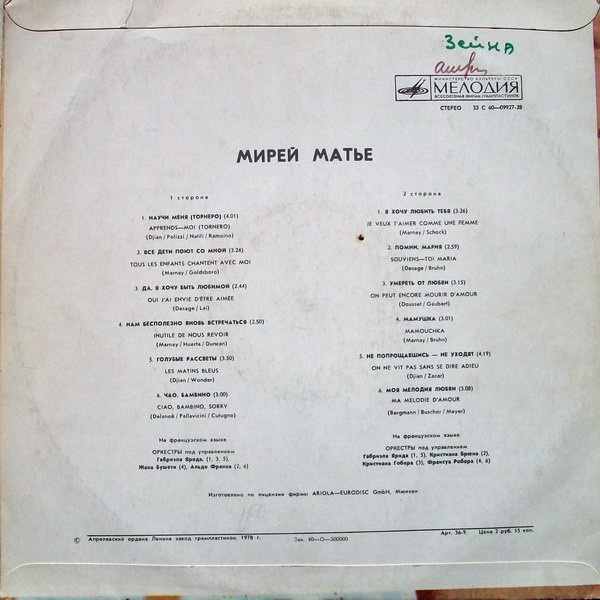 Зейна
МИНИСТЕРСТВО КУЛЬТУРЫ СССР
МЕЛОДИЯ
ВСЕСОЮЗНАЯ ФИРМА ГРАМПЛАСТИНОК
СТЕРЕО 33 С 60—09927-28
МИРЕЙ МАТЬЕ
1 сторона
1. НАУЧИ МЕНЯ (ТОРНЕРО) (4.01)
APPRENDS—MOI (TORNERO)
(Djian / Polizzi / Natili / Ramoino)
2. ВСЕ ДЕТИ ПОЮТ СО МНОЙ (3.24)
TOUS LES ENFANTS CHANTENT AVEC MOI
(Marnay / Goldsboro)
3. ДА, Я ХОЧУ БЫТЬ ЛЮБИМОЙ (2.44)
OUI J'AI ENVIE D'ÊTRE AIMÉE
(Desage / Lai)
4. НАМ БЕСПОЛЕЗНО ВНОВЬ ВСТРЕЧАТЬСЯ (2.50)
INUTILE DE NOUS REVOIR
(Marnay / Huerta / Duncan)
5. ГОЛУБЫЕ РАССВЕТЫ (3.50)
LES MATINS BLEUS
(Djian / Wonder)
6. ЧАО, БАМБИНО (3.00)
CIAO, BAMBINO, SORRY
(Delanoë / Pallavicini / Cutugno)
На французском языке
ОРКЕСТРЫ под управлением
Габриэля Яреда, (1, 3, 5),
Жана Бушети (4), Альдо Франка (2, 6)
2 сторона
1. Я ХОЧУ ЛЮБИТЬ ТЕБЯ (3.26)
JE VEUX T'AIMER COMME UNE FEMME
(Marnay / Schock)
2. ПОМНИ, МАРИЯ (2.59)
SOUVIENS—TOI MARIA
(Desage / Bruhn)
3. УМЕРЕТЬ ОТ ЛЮБВИ (3.15)
ON PEUT ENCORE MOURIR D'AMOUR
(Dousset / Gaubert)
4. МАМУШКА (3.01)
MAMOUCHKA
(Marnay / Bruhn)
5. НЕ ПОПРОЩАВШИСЬ — НЕ УХОДЯТ (4.19)
ON NE VIT PAS SANS SE DIRE ADIEU
(Djian / Zacar)
6. МОЯ МЕЛОДИЯ ЛЮБВИ (3.08)
MA MELODIE D'AMOUR
(Bergmann / Buschor / Meyer)
На французском языке
ОРКЕСТРЫ под управлением
Габриэля Яреда (1, 5), Кристиана Брюна (2),
Кристиана Гобера (3), Франсуа Робера (4, 6)
Изготовлено по лицензии фирмы ARIOLA—EURODISC GmbH, Мюнхен
© Апрелевский ордена Ленина завод грампластинок. 1978 г. Зак. 40—О—300000 Арт. 36-9. Цена 2 руб. 15 коп.